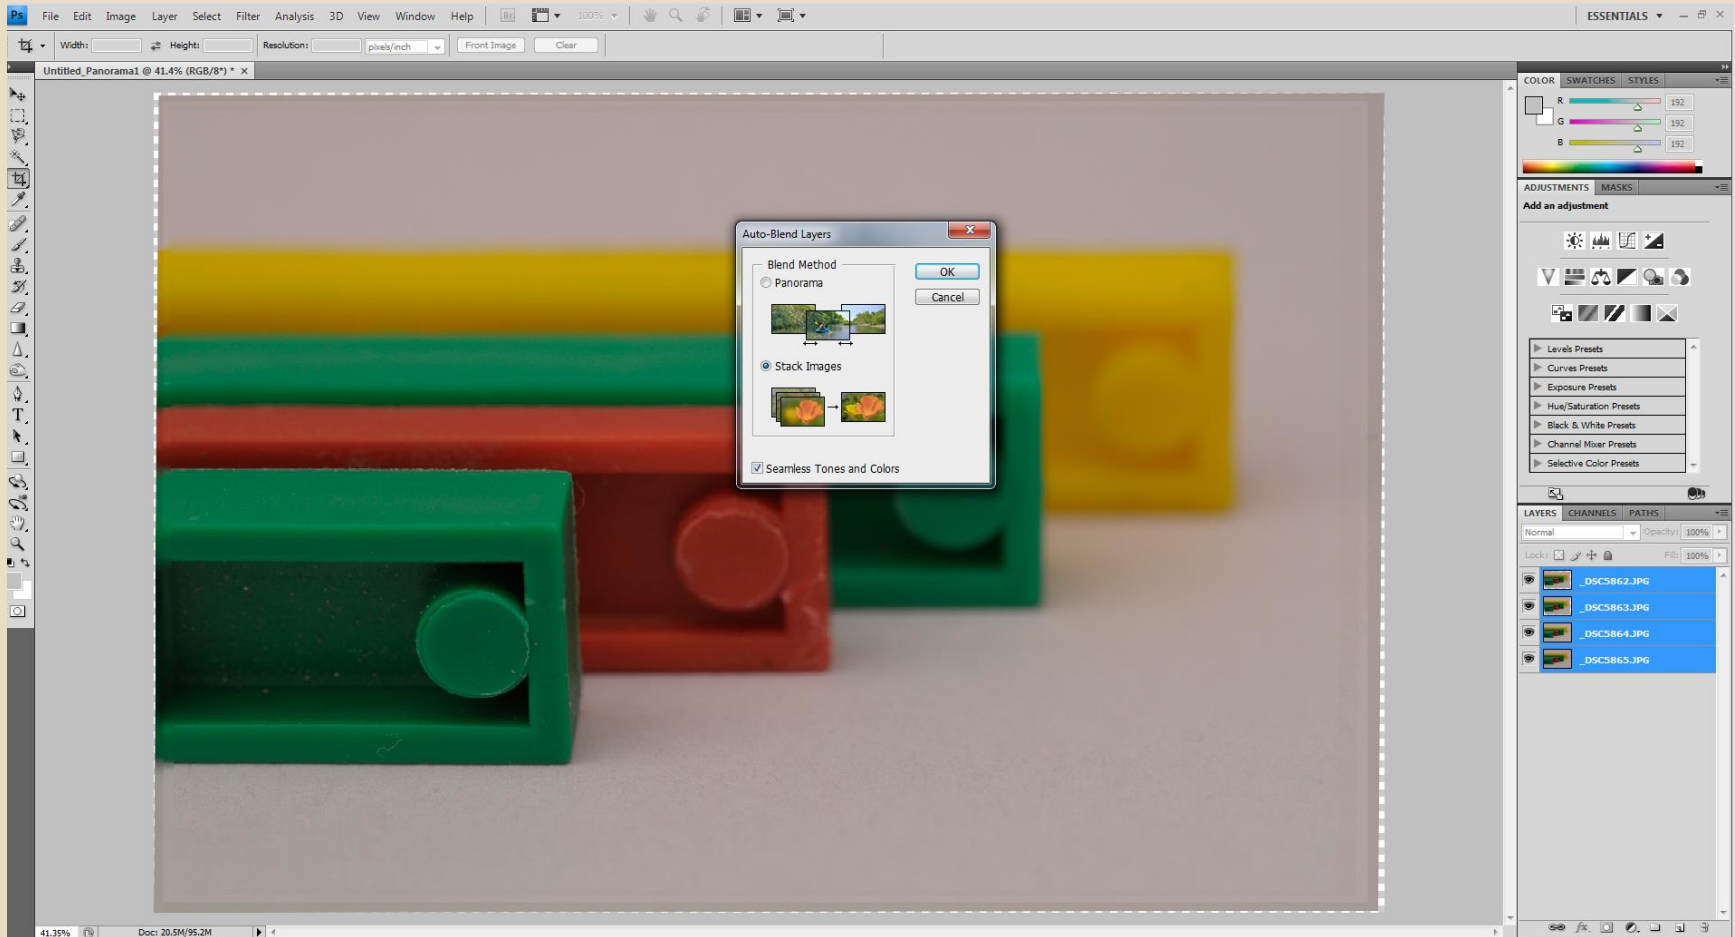 Ps File Edit Image Layer Select Filter Analysis 3D View Window Help Br 100% ESSENTIALS
Width: Height: Resolution: pixels/inch Front Image Clear
Untitled_Panorama1 @ 41.4% (RGB/8*) * ×
COLOR SWATCHES STYLES
R 192
G 192
B 192
ADJUSTMENTS MASKS
Add an adjustment
Levels Presets
Curves Presets
Exposure Presets
Hue/Saturation Presets
Black & White Presets
Channel Mixer Presets
Selective Color Presets
LAYERS CHANNELS PATHS
Normal Opacity: 100%
Lock: Fill: 100%
_DSC5862.JPG
_DSC5863.JPG
_DSC5864.JPG
_DSC5865.JPG
Auto-Blend Layers
Blend Method
Panorama
Stack Images
Seamless Tones and Colors
OK
Cancel
41.35% Doc: 20.5M/95.2M